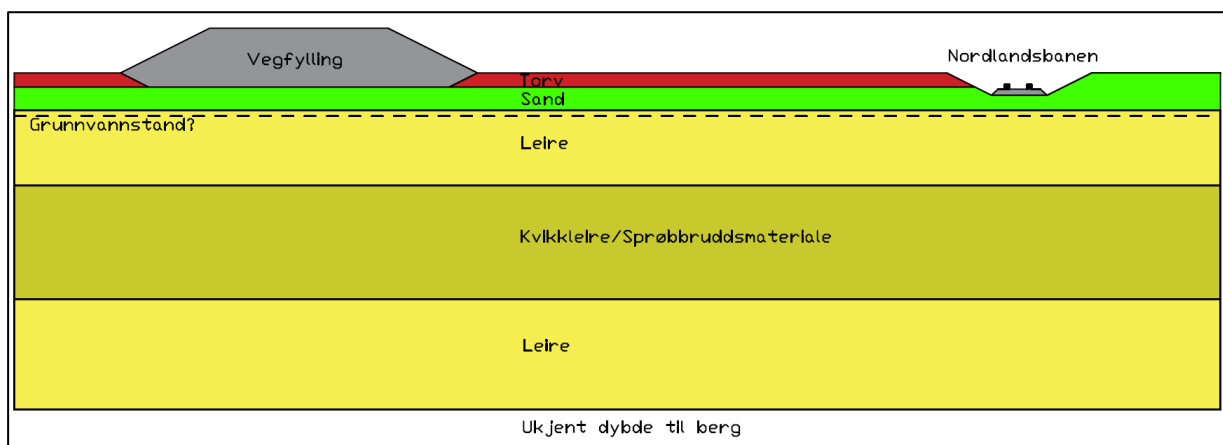 Vegfylling
Nordlandsbanen
Torv
Sand
Grunnvannstand?
Leire
Kvikkleire/Sprøbbruddsmateriale
Leire
Ukjent dybde til berg